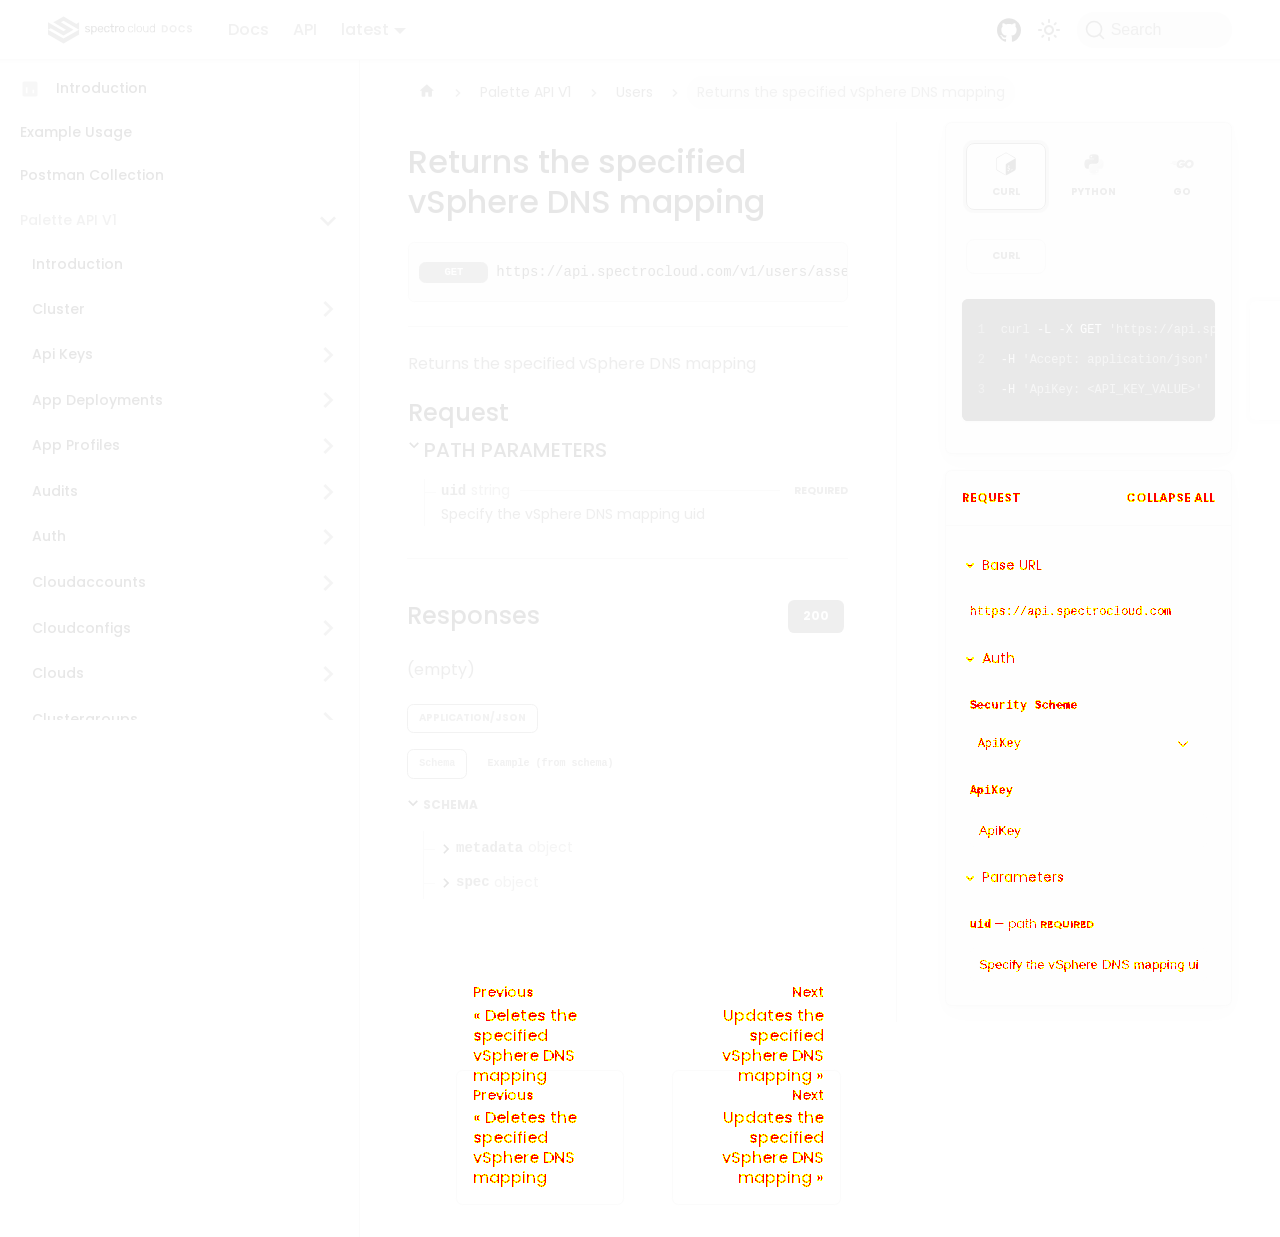 spectro cloud DOCS
Docs
API
latest
Search
Introduction
Example Usage
Postman Collection
Palette API V1
Introduction
Cluster
Api Keys
App Deployments
App Profiles
Audits
Auth
Cloudaccounts
Cloudconfigs
Clouds
Clustergroups
Palette API V1
Users
Returns the specified vSphere DNS mapping
Returns the specified
vSphere DNS mapping
GET https://api.spectrocloud.com/v1/users/asse
Returns the specified vSphere DNS mapping
Request
PATH PARAMETERS
uid string REQUIRED
Specify the vSphere DNS mapping uid
Responses
200
(empty)
APPLICATION/JSON
Schema Example (from schema)
SCHEMA
metadata object
spec object
Previous
« Deletes the
specified
vSphere DNS
mapping
Next
Updates the
specified
vSphere DNS
mapping »
Previous
« Deletes the
specified
vSphere DNS
mapping
Next
Updates the
specified
vSphere DNS
mapping »
CURL
PYTHON
GO
CURL
1 curl -L -X GET 'https://api.sp
2 -H 'Accept: application/json'
3 -H 'ApiKey: <API_KEY_VALUE>'
REQUEST COLLAPSE ALL
Base URL
https://api.spectrocloud.com
Auth
Security Scheme
ApiKey
ApiKey
ApiKey
Parameters
uid — path REQUIRED
Specify the vSphere DNS mapping ui